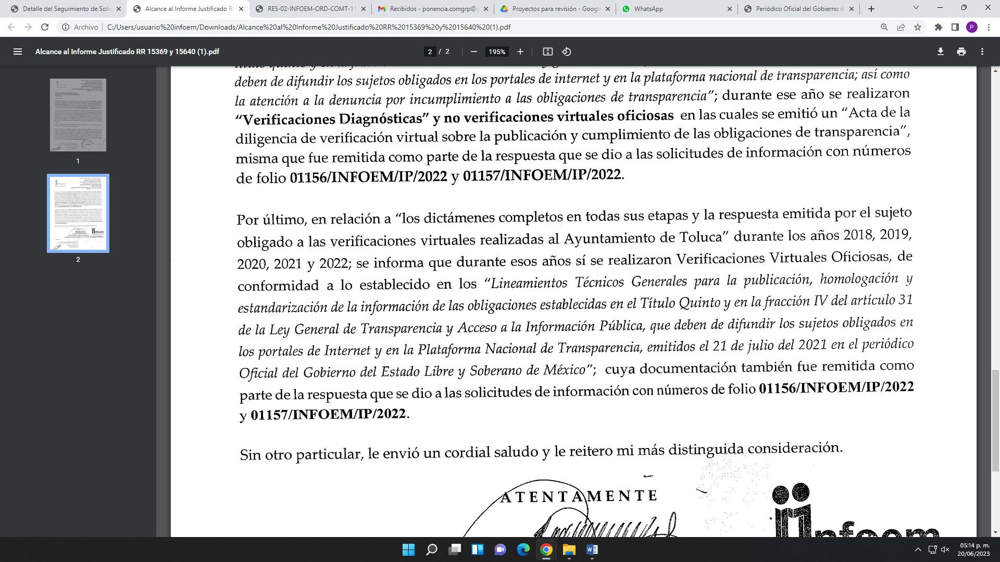 Detalle del Seguimiento de Solic
Alcance al Informe Justificado R
RES-02-INFOEM-ORD-COMT-11
Recibidos - ponencia.comgrp@g
Proyectos para revisión - Google
WhatsApp
Periódico Oficial del Gobierno d
Archivo
C:/Users/usuario%20infoem/Downloads/Alcance%20al%20Informe%20Justificado%20RR%2015369%20y%2015640%20(1).pdf
P
Alcance al Informe Justificado RR 15369 y 15640 (1).pdf
2 / 2
195%
1
2
deben de difundir los sujetos obligados en los portales de internet y en la plataforma nacional de transparencia; así como
la atención a la denuncia por incumplimiento a las obligaciones de transparencia”; durante ese año se realizaron
“Verificaciones Diagnósticas” y no verificaciones virtuales oficiosas en las cuales se emitió un “Acta de la
diligencia de verificación virtual sobre la publicación y cumplimiento de las obligaciones de transparencia”,
misma que fue remitida como parte de la respuesta que se dio a las solicitudes de información con números
de folio 01156/INFOEM/IP/2022 y 01157/INFOEM/IP/2022.
Por último, en relación a “los dictámenes completos en todas sus etapas y la respuesta emitida por el sujeto
obligado a las verificaciones virtuales realizadas al Ayuntamiento de Toluca” durante los años 2018, 2019,
2020, 2021 y 2022; se informa que durante esos años sí se realizaron Verificaciones Virtuales Oficiosas, de
conformidad a lo establecido en los “Lineamientos Técnicos Generales para la publicación, homologación y
estandarización de la información de las obligaciones establecidas en el Título Quinto y en la fracción IV del artículo 31
de la Ley General de Transparencia y Acceso a la Información Pública, que deben de difundir los sujetos obligados en
los portales de Internet y en la Plataforma Nacional de Transparencia, emitidos el 21 de julio del 2021 en el periódico
Oficial del Gobierno del Estado Libre y Soberano de México”; cuya documentación también fue remitida como
parte de la respuesta que se dio a las solicitudes de información con números de folio 01156/INFOEM/IP/2022
y 01157/INFOEM/IP/2022.
Sin otro particular, le envió un cordial saludo y le reitero mi más distinguida consideración.
ATENTAMENTE
infoem
05:14 p. m.
20/06/2023